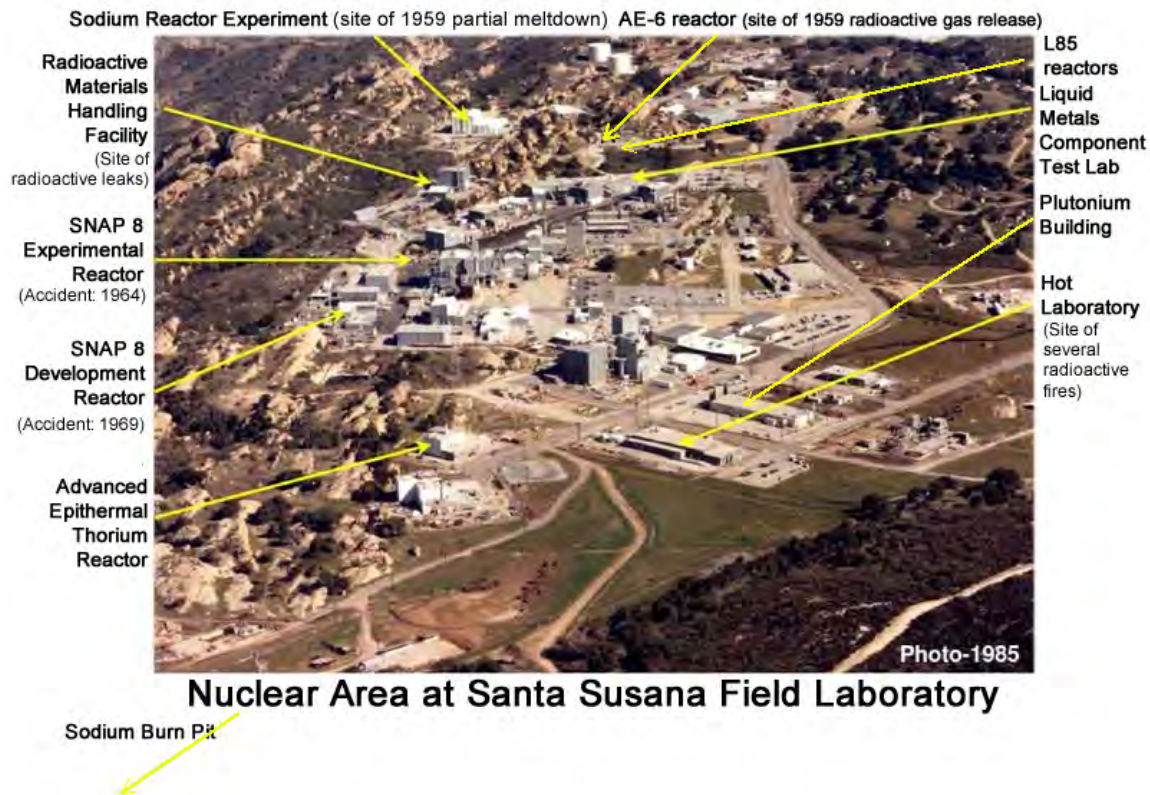 Sodium Reactor Experiment (site of 1959 partial meltdown) AE-6 reactor (site of 1959 radioactive gas release)
Radioactive
Materials
Handling
Facility
(Site of
radioactive leaks)
SNAP 8
Experimental
Reactor
(Accident: 1964)
SNAP 8
Development
Reactor
(Accident: 1969)
Advanced
Epithermal
Thorium
Reactor
L85
reactors
Liquid
Metals
Component
Test Lab
Plutonium
Building
Hot
Laboratory
(Site of
several
radioactive
fires)
Photo-1985
Nuclear Area at Santa Susana Field Laboratory
Sodium Burn Pit